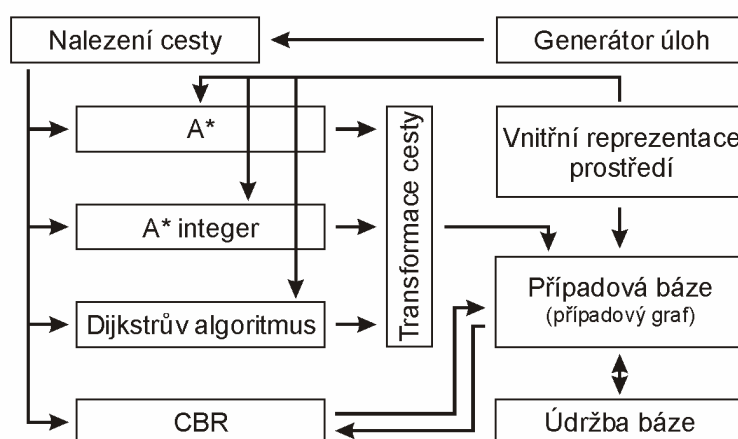 Nalezení cesty
Generátor úloh
A*
Transformace cesty
Vnitřní reprezentace
prostředí
A* integer
Případová báze
(případový graf)
Dijkstrův algoritmus
CBR
Údržba báze